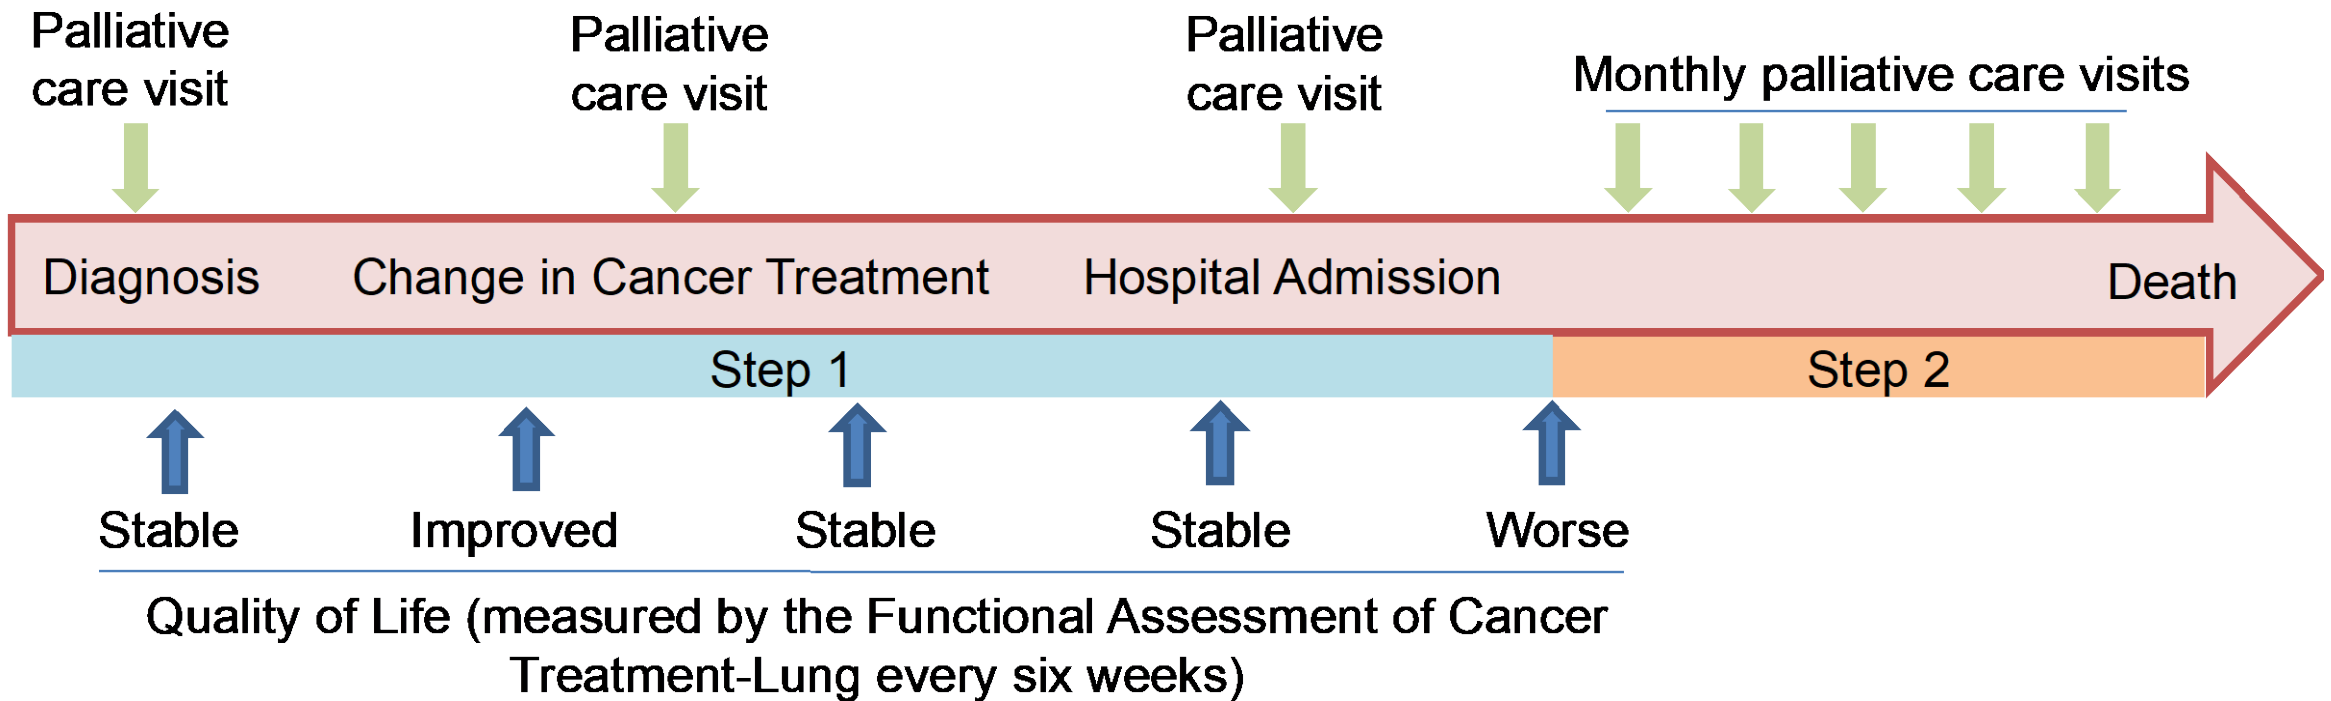 Palliative
care visit
Palliative
care visit
Palliative
care visit
Monthly palliative care visits
Diagnosis
Change in Cancer Treatment
Hospital Admission
Death
Step 1
Step 2
Stable
Improved
Stable
Stable
Worse
Quality of Life (measured by the Functional Assessment of Cancer
Treatment-Lung every six weeks)